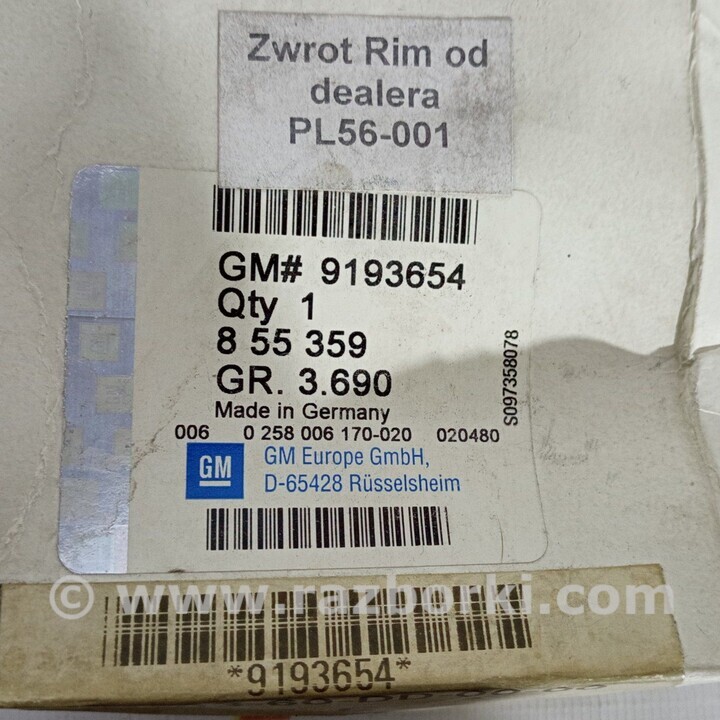 Zwrot Rim od
dealera
PL56-001
GM# 9193654
Qty 1
8 55 359
GR. 3.690
Made in Germany
006 0 258 006 170-020 020480
S097358078
GM
GM Europe GmbH,
D-65428 Rüsselsheim
© www.razborki.com
*9193654*